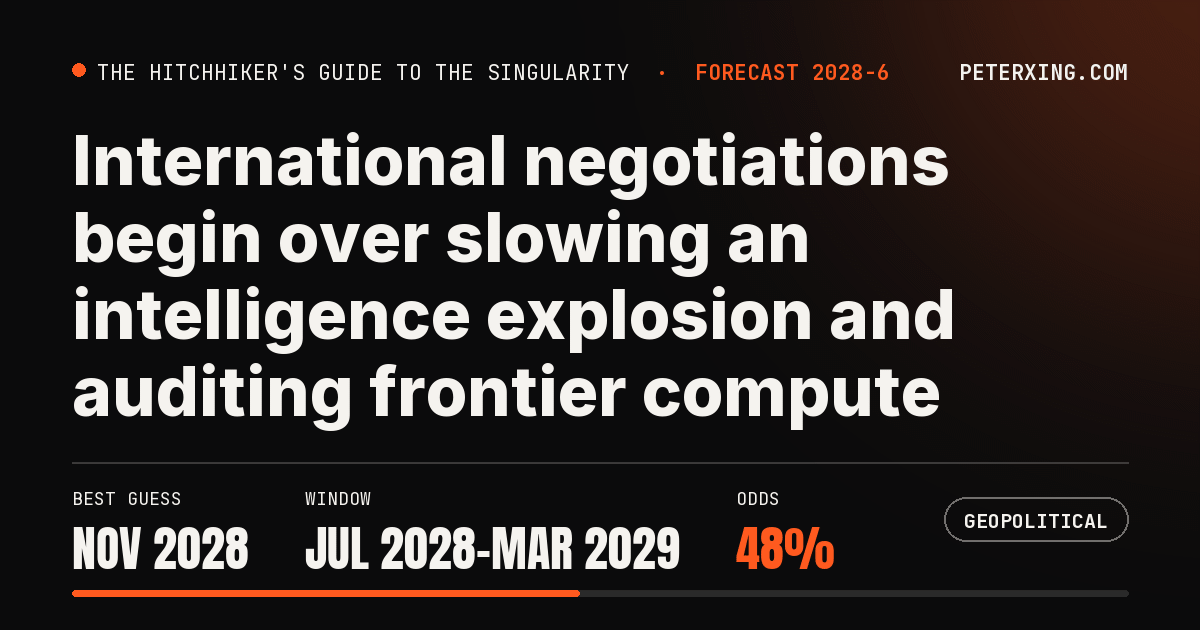 THE HITCHHIKER'S GUIDE TO THE SINGULARITY · FORECAST 2028-6 PETERXING.COM
International negotiations
begin over slowing an
intelligence explosion and
auditing frontier compute
BEST GUESS WINDOW ODDS
NOV 2028 JUL 2028-MAR 2029 48% GEOPOLITICAL